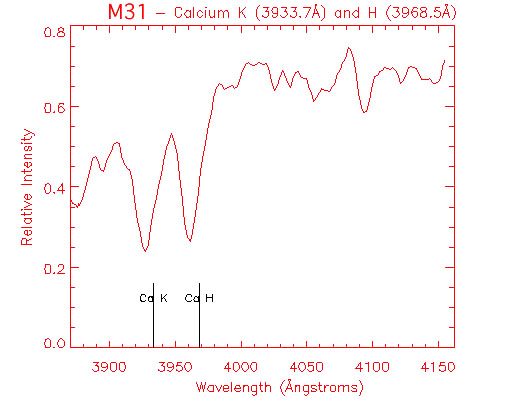 M31 – Calcium K (3933.7Å) and H (3968.5Å)
0.8
0.6
0.4
0.2
0.0
Relative Intensity
Ca K Ca H
3900 3950 4000 4050 4100 4150
Wavelength (Ångstroms)